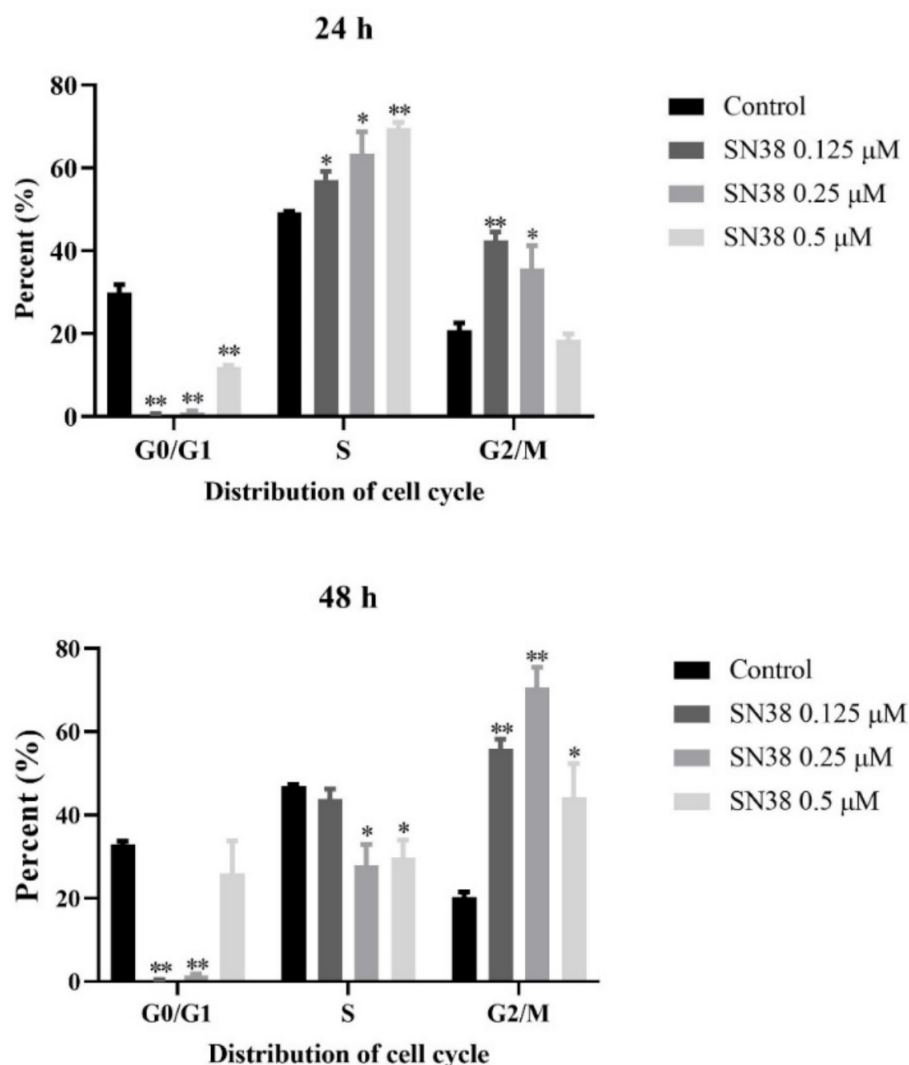 24 h
Percent (%)
80
60
40
20
0
** ** **
* * **
** *
G0/G1 S G2/M
Distribution of cell cycle
Control
SN38 0.125 μM
SN38 0.25 μM
SN38 0.5 μM
48 h
Percent (%)
80
60
40
20
0
** **
* *
** ** *
G0/G1 S G2/M
Distribution of cell cycle
Control
SN38 0.125 μM
SN38 0.25 μM
SN38 0.5 μM